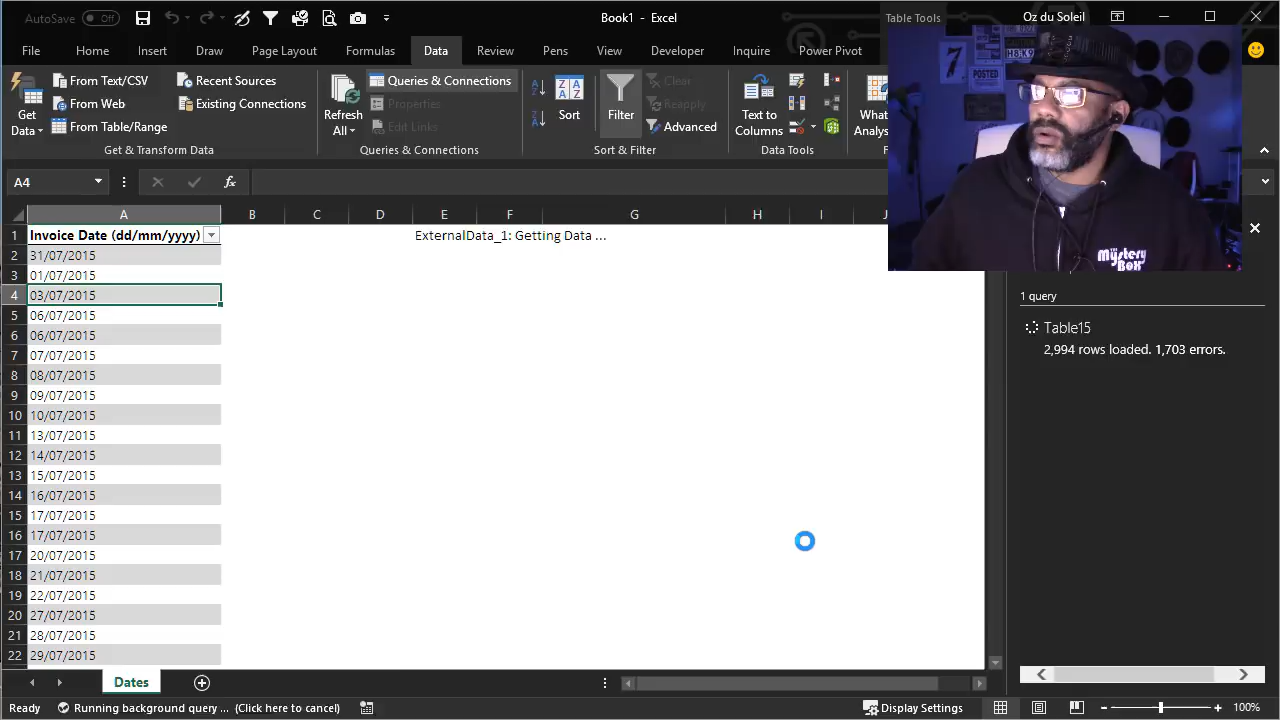 AutoSave Off
Book1 - Excel
Table Tools
Oz du Soleil
File Home Insert Draw Page Layout Formulas Data Review Pens View Developer Inquire Power Pivot
Get Data
From Text/CSV
From Web
From Table/Range
Recent Sources
Existing Connections
Get & Transform Data
Refresh All
Queries & Connections
Properties
Edit Links
Queries & Connections
Sort
Filter
Clear
Reapply
Advanced
Sort & Filter
Text to Columns
Data Tools
What
Analys
F
A4
fx
A B C D E F G H I J
1 Invoice Date (dd/mm/yyyy) ExternalData_1: Getting Data ...
2 31/07/2015
3 01/07/2015
4 03/07/2015
5 06/07/2015
6 06/07/2015
7 07/07/2015
8 08/07/2015
9 09/07/2015
10 10/07/2015
11 13/07/2015
12 14/07/2015
13 15/07/2015
14 16/07/2015
15 17/07/2015
16 17/07/2015
17 20/07/2015
18 21/07/2015
19 22/07/2015
20 27/07/2015
21 28/07/2015
22 29/07/2015
7
POSTED
THE
Mystery
BOX
1 query
Table15
2,994 rows loaded. 1,703 errors.
Dates
Ready Running background query ... (Click here to cancel) Display Settings 100%